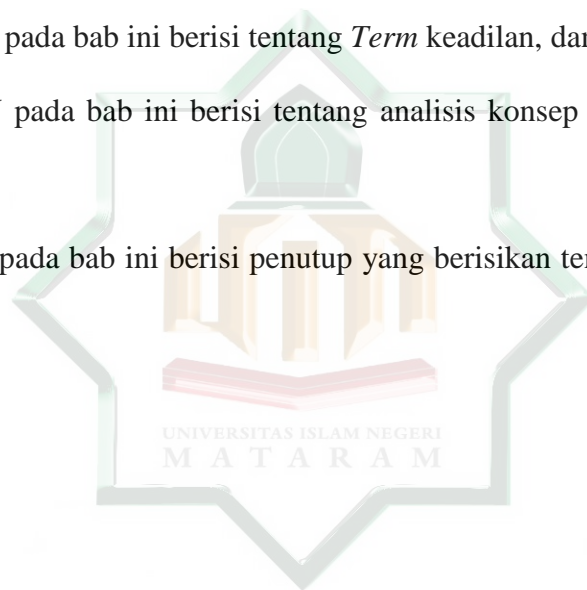 pada bab ini berisi tentang Term keadilan, dan
pada bab ini berisi tentang analisis konsep
pada bab ini berisi penutup yang berisikan
UNIVERSITAS ISLAM NEGERI
MATARAM